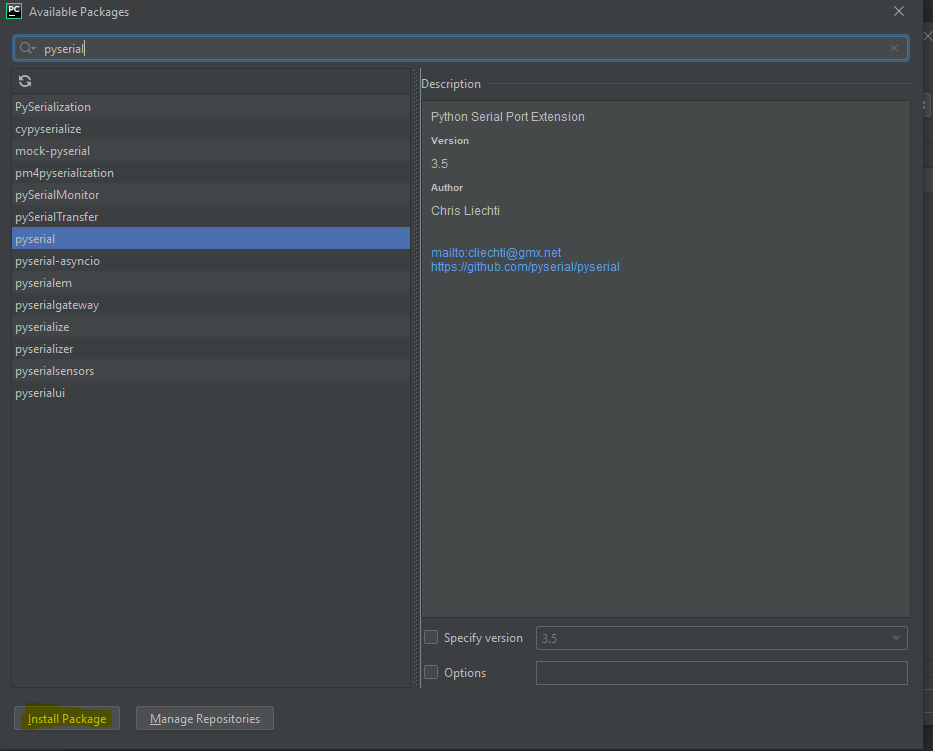 PC Available Packages
pyserial
PySerialization
cypyserialize
mock-pyserial
pm4pyserialization
pySerialMonitor
pySerialTransfer
pyserial
pyserial-asyncio
pyserialem
pyserialgateway
pyserialize
pyserializer
pyserialsensors
pyserialui
Description
Python Serial Port Extension
Version
3.5
Author
Chris Liechti
mailto:cliechti@gmx.net
https://github.com/pyserial/pyserial
Specify version 3.5
Options
Install Package Manage Repositories